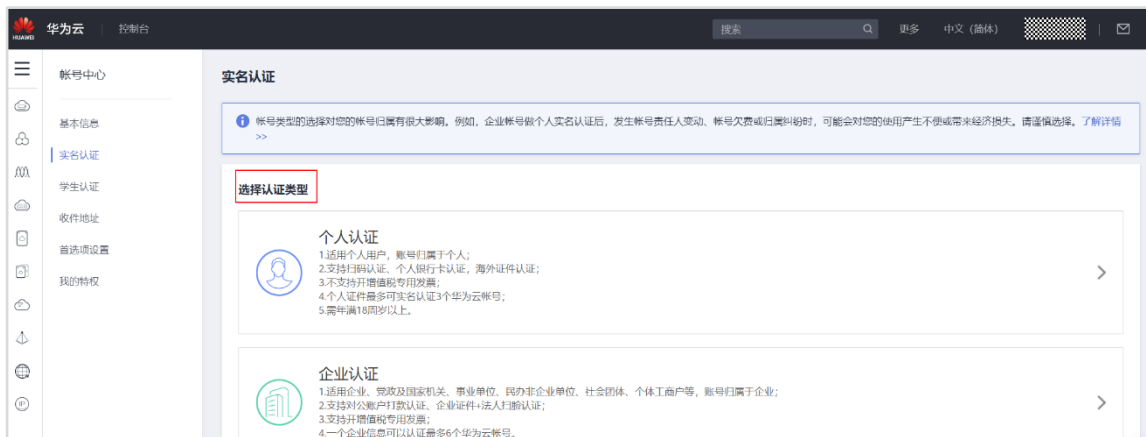 HUAWEI
华为云
控制台
搜索
更多
中文 (简体)
帐号中心
基本信息
实名认证
学生认证
收件地址
首选项设置
我的特权
实名认证
帐号类型的选择对您的帐号归属有很大影响。例如，企业帐号做个人实名认证后，发生帐号责任人变动、帐号欠费或归属纠纷时，可能会对您的使用产生不便或带来经济损失。请谨慎选择。了解详情
>>
选择认证类型
个人认证
1.适用个人用户，账号归属于个人；
2.支持扫码认证、个人银行卡认证，海外证件认证；
3.不支持开增值税专用发票；
4.个人证件最多可实名认证3个华为云帐号；
5.需年满18周岁以上。
企业认证
1.适用企业、党政及国家机关、事业单位、民办非企业单位、社会团体、个体工商户等，账号归属于企业；
2.支持对公账户打款认证、企业证件+法人扫脸认证；
3.支持开增值税专用发票；
4.一个企业信息可以认证最多6个华为云帐号。
IP